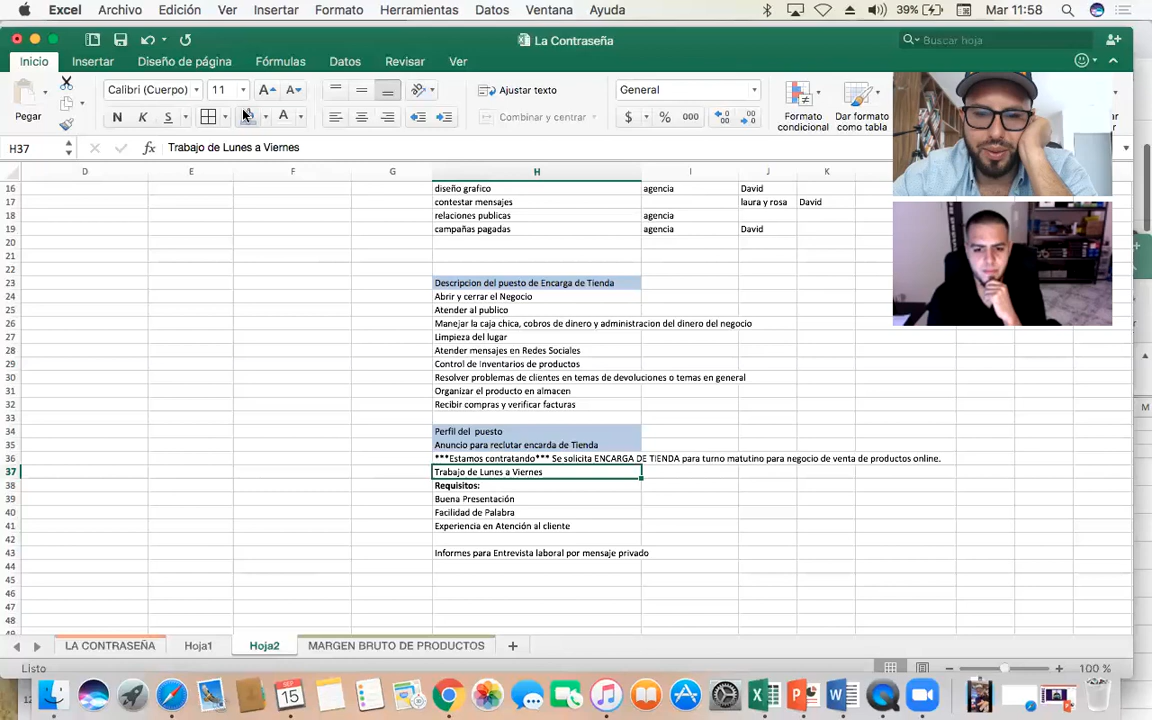 Excel Archivo Edición Ver Insertar Formato Herramientas Datos Ventana Ayuda 39% Mar 11:58
La Contraseña
Buscar hoja
Inicio Insertar Diseño de página Fórmulas Datos Revisar Ver
Pegar
Calibri (Cuerpo) 11
Ajustar texto
General
N K S A
Combinar y centrar
$ % 000
Formato condicional
Dar formato como tabla
H37 fx Trabajo de Lunes a Viernes
D E F G H I J K
16 diseño grafico agencia David
17 contestar mensajes laura y rosa David
18 relaciones publicas agencia
19 campañas pagadas agencia David
20
21
22
23 Descripcion del puesto de Encarga de Tienda
24 Abrir y cerrar el Negocio
25 Atender al publico
26 Manejar la caja chica, cobros de dinero y administracion del dinero del negocio
27 Limpieza del lugar
28 Atender mensajes en Redes Sociales
29 Control de Inventarios de productos
30 Resolver problemas de clientes en temas de devoluciones o temas en general
31 Organizar el producto en almacen
32 Recibir compras y verificar facturas
33
34 Perfil del puesto
35 Anuncio para reclutar encarda de Tienda
36 ***Estamos contratando*** Se solicita ENCARGA DE TIENDA para turno matutino para negocio de venta de productos online.
37 Trabajo de Lunes a Viernes
38 Requisitos:
39 Buena Presentación
40 Facilidad de Palabra
41 Experiencia en Atención al cliente
42
43 Informes para Entrevista laboral por mensaje privado
44
45
46
47
48
M
LA CONTRASEÑA Hoja1 Hoja2 MARGEN BRUTO DE PRODUCTOS
Listo 100 %
SEP
15